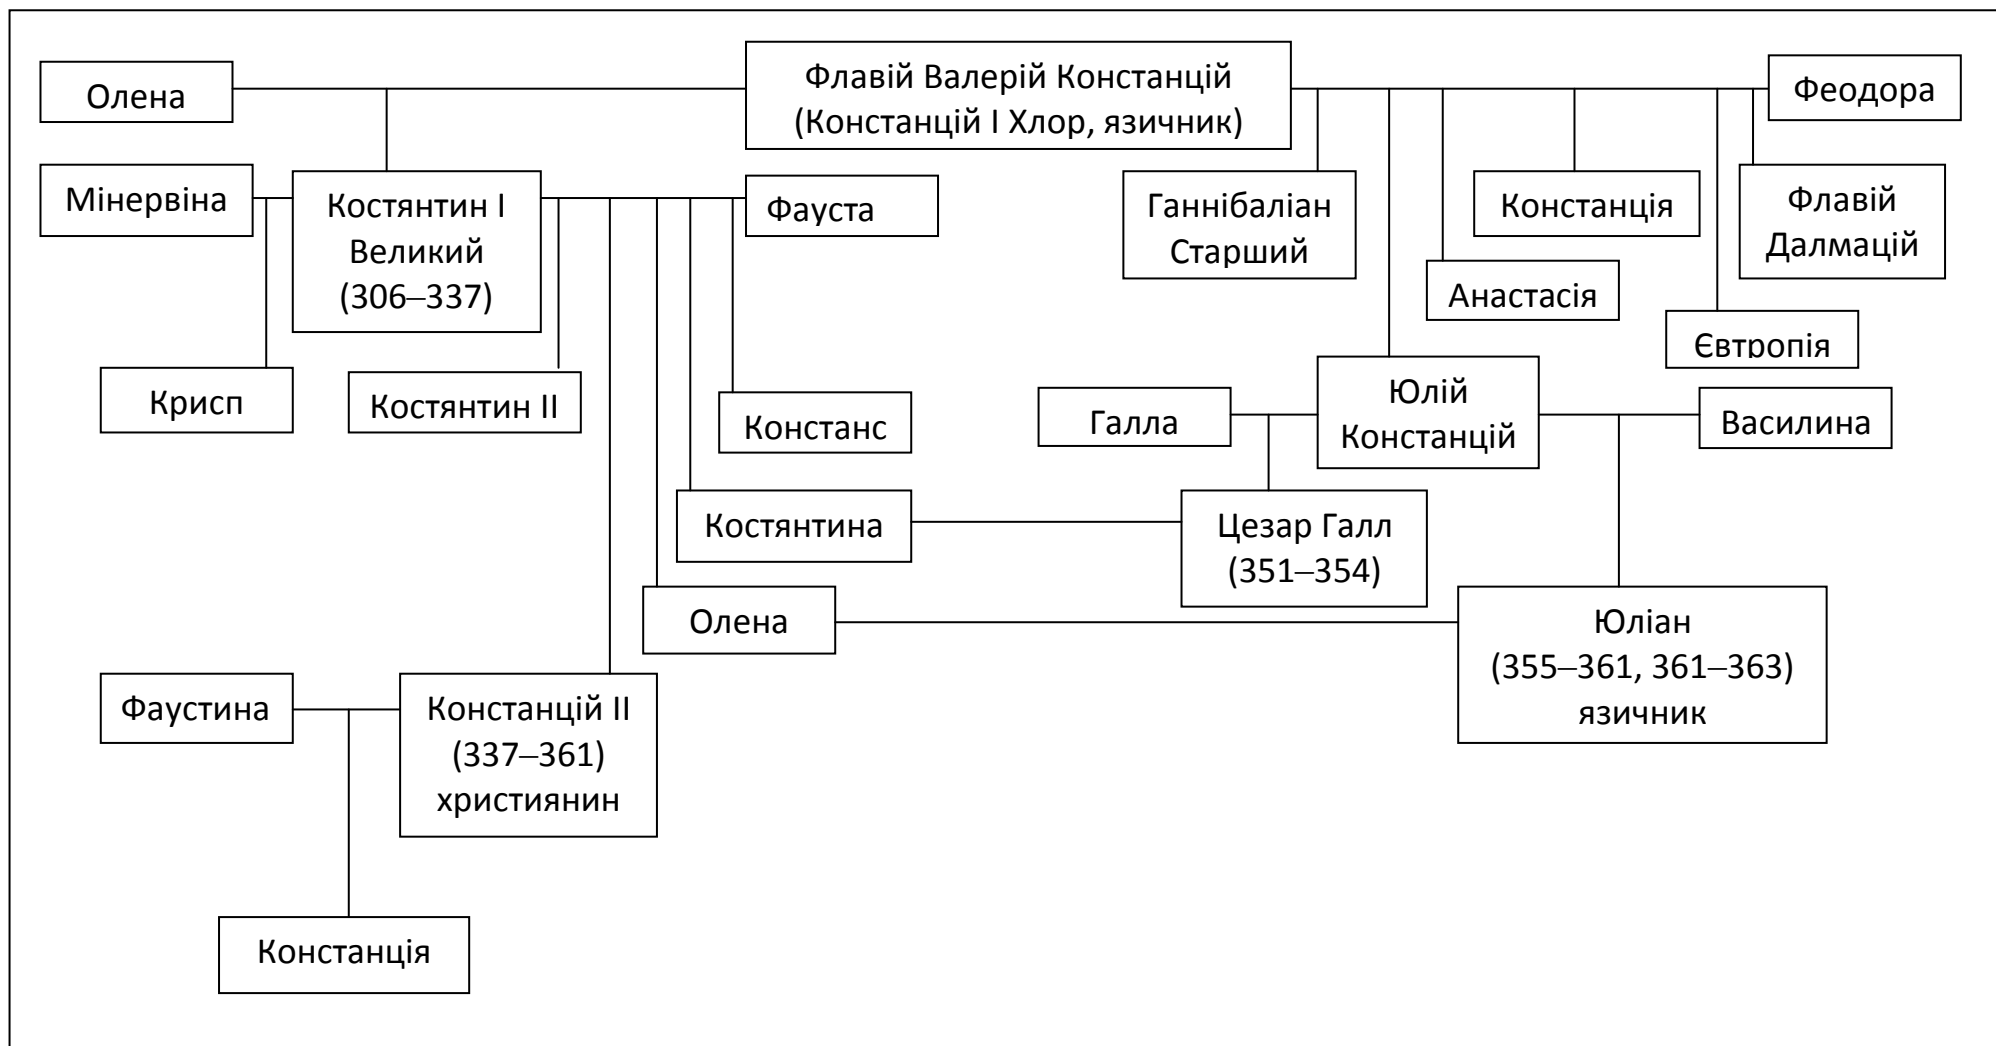 Олена
Флавій Валерій Констанцій
(Констанцій І Хлор, язичник)
Феодора
Мінервіна
Костянтин І
Великий
(306–337)
Фауста
Ганнібаліан
Старший
Констанція
Флавій
Далмацій
Анастасія
Євтропія
Крисп
Костянтин ІІ
Констанс
Галла
Юлій
Констанцій
Василина
Костянтина
Цезар Галл
(351–354)
Олена
Юліан
(355–361, 361–363)
язичник
Фаустина
Констанцій ІІ
(337–361)
християнин
Констанція